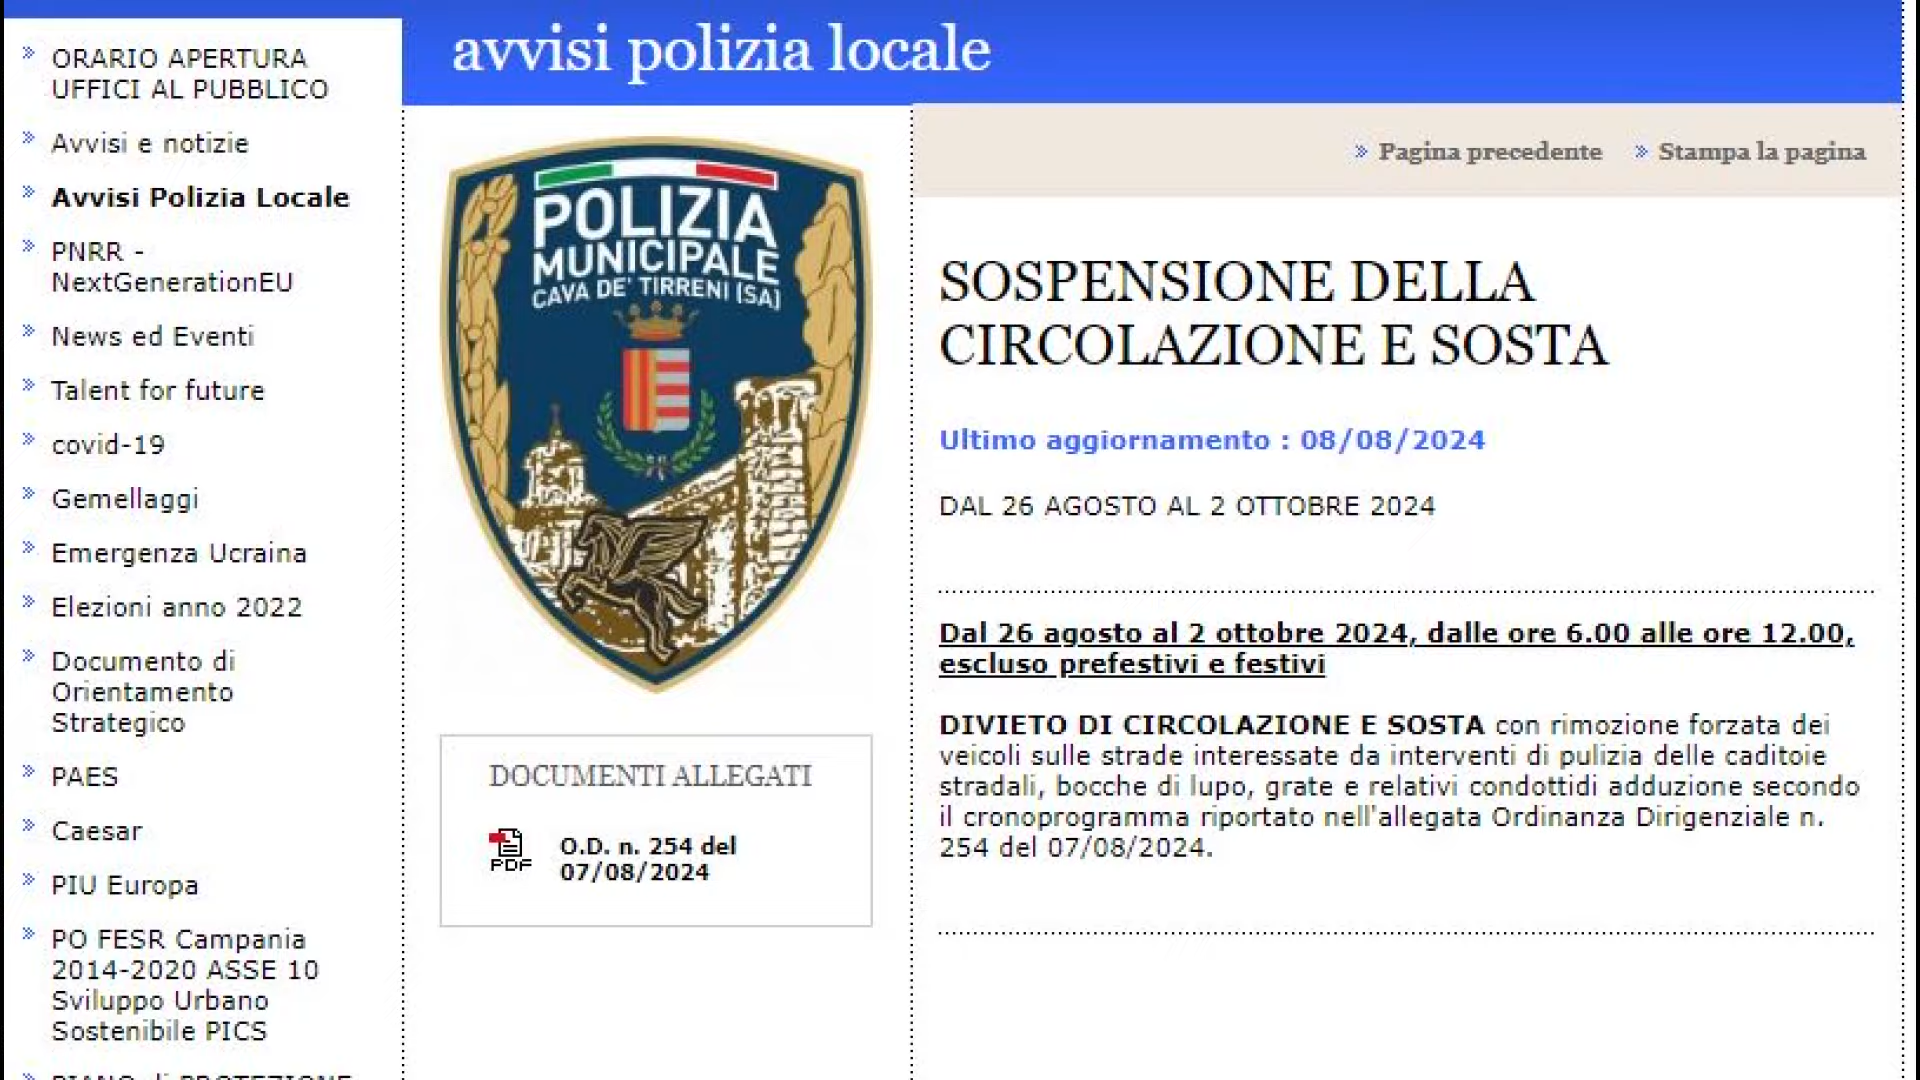 avvisi polizia locale
ORARIO APERTURA
UFFICI AL PUBBLICO
Avvisi e notizie
Avvisi Polizia Locale
PNRR -
NextGenerationEU
News ed Eventi
Talent for future
covid-19
Gemellaggi
Emergenza Ucraina
Elezioni anno 2022
Documento di
Orientamento
Strategico
PAES
Caesar
PIU Europa
PO FESR Campania
2014-2020 ASSE 10
Sviluppo Urbano
Sostenibile PICS
PIANO di PROTEZIONE
POLIZIA
MUNICIPALE
CAVA DE' TIRRENI (SA)
DOCUMENTI ALLEGATI
PDF
O.D. n. 254 del
07/08/2024
Pagina precedente
Stampa la pagina
SOSPENSIONE DELLA
CIRCOLAZIONE E SOSTA
Ultimo aggiornamento : 08/08/2024
DAL 26 AGOSTO AL 2 OTTOBRE 2024
Dal 26 agosto al 2 ottobre 2024, dalle ore 6.00 alle ore 12.00,
escluso prefestivi e festivi
DIVIETO DI CIRCOLAZIONE E SOSTA con rimozione forzata dei
veicoli sulle strade interessate da interventi di pulizia delle caditoie
stradali, bocche di lupo, grate e relativi condottidi adduzione secondo
il cronoprogramma riportato nell'allegata Ordinanza Dirigenziale n.
254 del 07/08/2024.